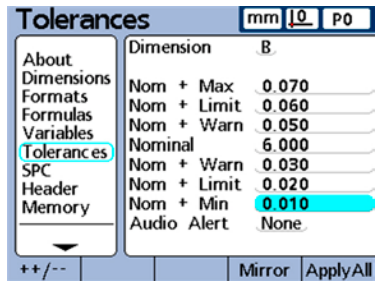 Tolerances mm 0 P0
About
Dimensions
Formats
Formulas
Variables
Tolerances
SPC
Header
Memory
Dimension B
Nom + Max 0.070
Nom + Limit 0.060
Nom + Warn 0.050
Nominal 6.000
Nom + Warn 0.030
Nom + Limit 0.020
Nom + Min 0.010
Audio Alert None
++/-- Mirror ApplyAll